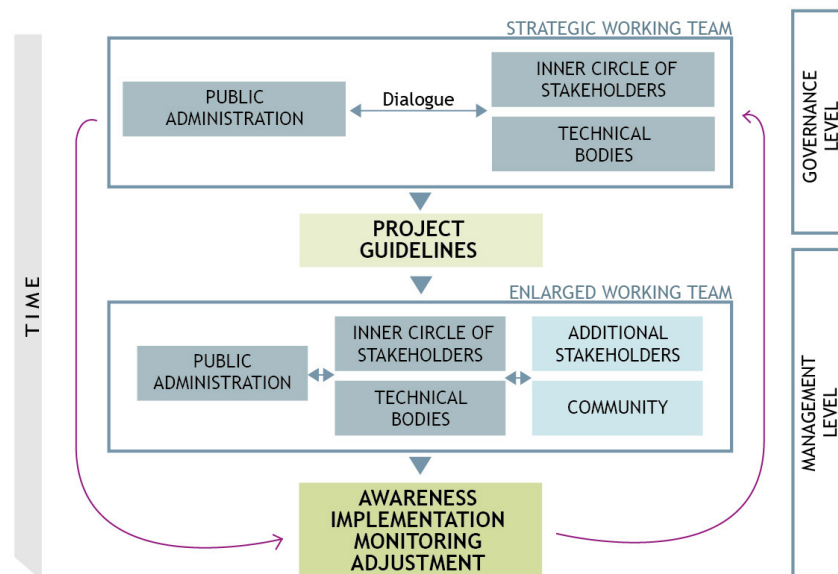 STRATEGIC WORKING TEAM
PUBLIC
ADMINISTRATION
Dialogue
INNER CIRCLE OF
STAKEHOLDERS
TECHNICAL
BODIES
GOVERNANCE
LEVEL
PROJECT
GUIDELINES
TIME
ENLARGED WORKING TEAM
PUBLIC
ADMINISTRATION
INNER CIRCLE OF
STAKEHOLDERS
TECHNICAL
BODIES
ADDITIONAL
STAKEHOLDERS
COMMUNITY
MANAGEMENT
LEVEL
AWARENESS
IMPLEMENTATION
MONITORING
ADJUSTMENT